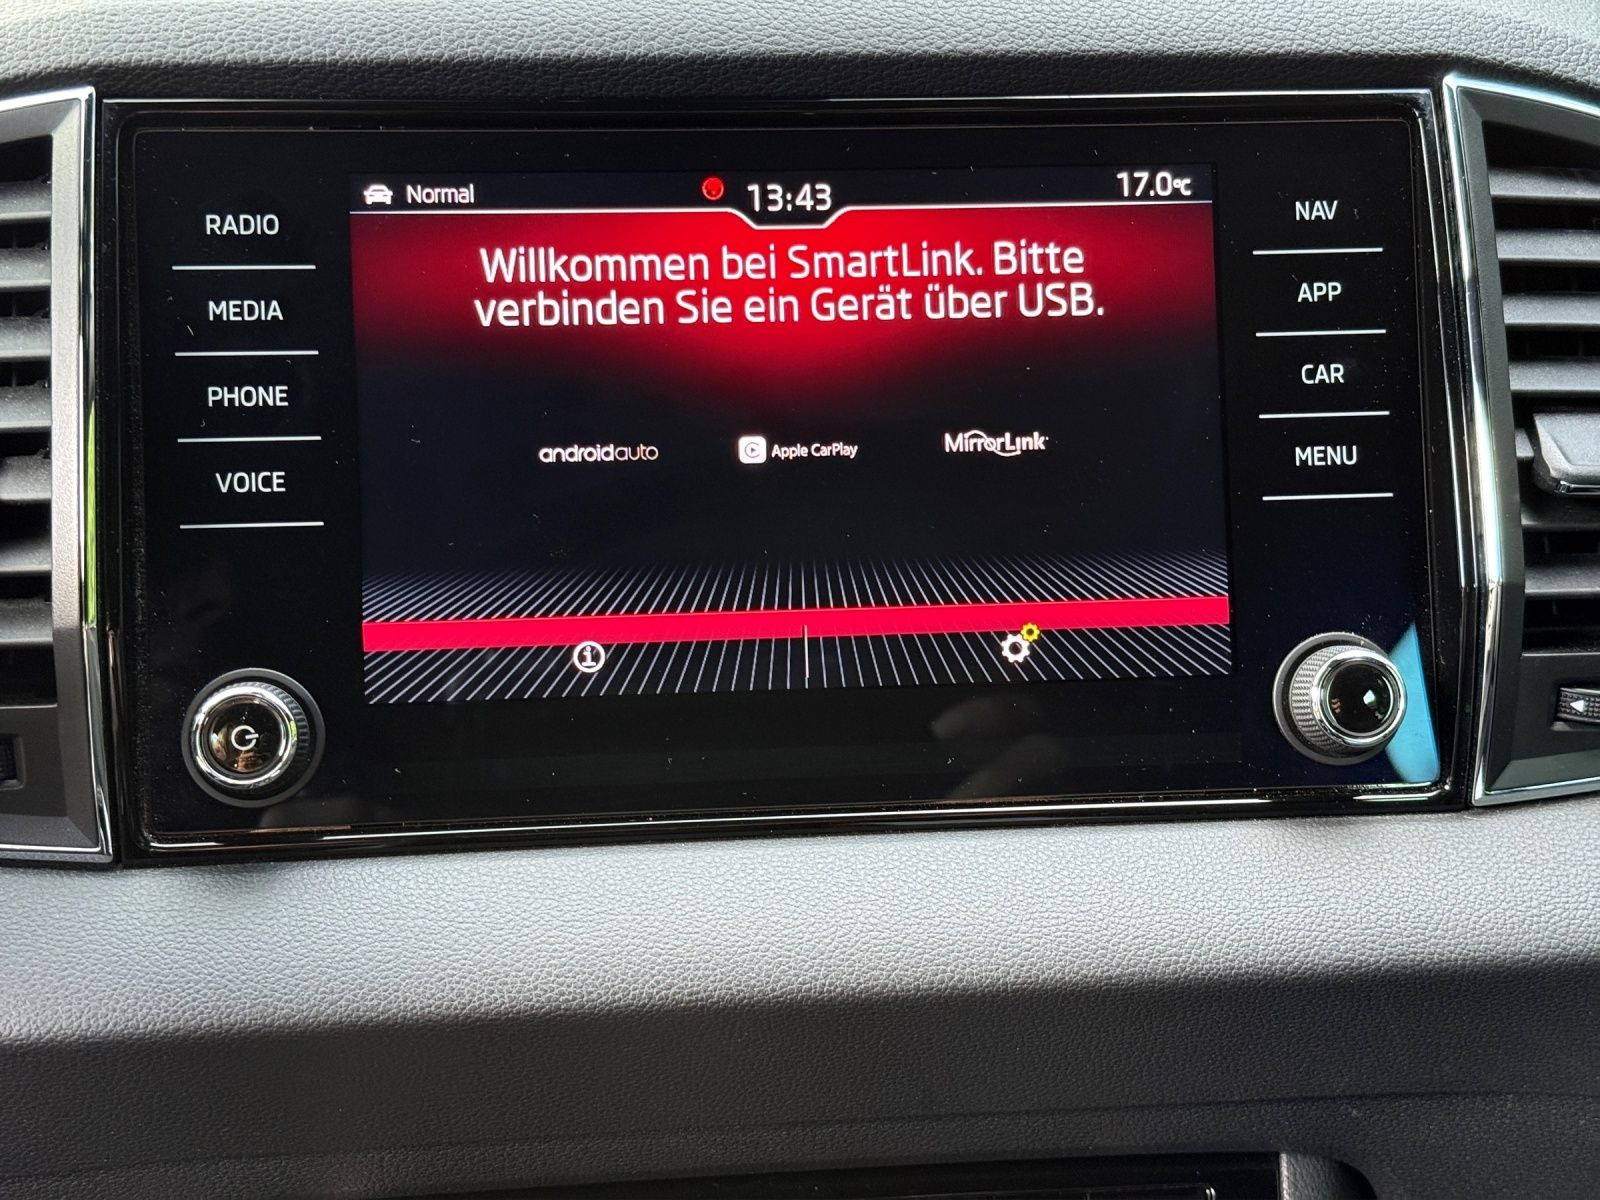 Normal
13:43
17.0°C
RADIO
MEDIA
PHONE
VOICE
Willkommen bei SmartLink. Bitte
verbinden Sie ein Gerät über USB.
androidauto
Apple CarPlay
MirrorLink
NAV
APP
CAR
MENU